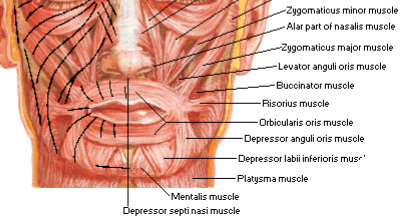 Zygomaticus minor muscle
Alar part of nasalis muscle
Zygomaticus major muscle
Levator anguli oris muscle
Buccinator muscle
Risorius muscle
Orbicularis oris muscle
Depressor anguli oris muscle
Depressor labii inferioris musc'
Platysma muscle
Mentalis muscle
Depressor septi nasi muscle